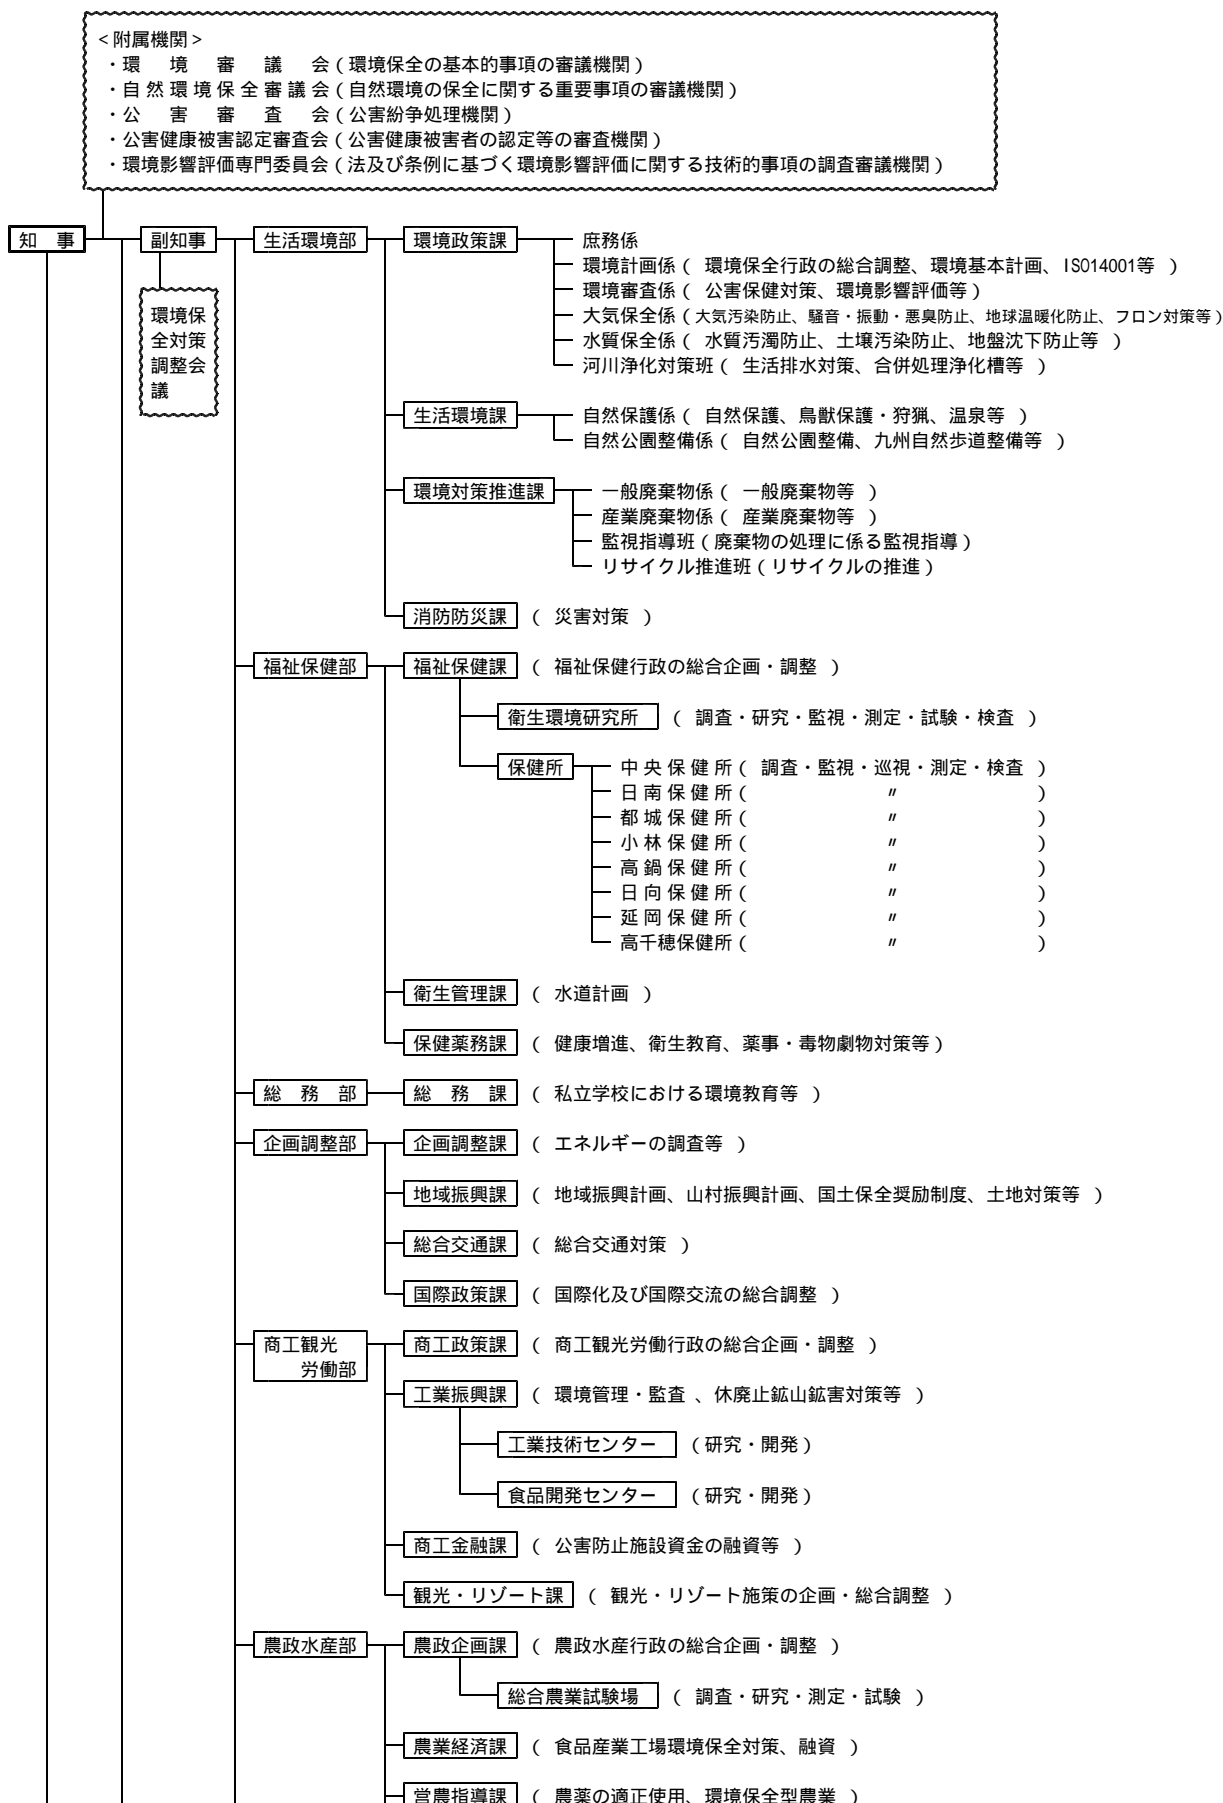 <附属機関>
・環境審議会(環境保全の基本的事項の審議機関)
・自然環境保全審議会(自然環境の保全に関する重要事項の審議機関)
・公害審査会(公害紛争処理機関)
・公害健康被害認定審査会(公害健康被害者の認定等の審査機関)
・環境影響評価専門委員会(法及び条例に基づく環境影響評価に関する技術的事項の調査審議機関)
知 事 副知事 生活環境部 環境政策課 庶務係
環境計画係( 環境保全行政の総合調整、環境基本計画、ISO14001等 )
環境審査係( 公害保健対策、環境影響評価等)
環境保
全対策
調整会
議
大気保全係(大気汚染防止、騒音・振動・悪臭防止、地球温暖化防止、フロン対策等)
水質保全係( 水質汚濁防止、土壌汚染防止、地盤沈下防止等 )
河川浄化対策班( 生活排水対策、合併処理浄化槽等 )
生活環境課 自然保護係( 自然保護、鳥獣保護・狩猟、温泉等 )
自然公園整備係( 自然公園整備、九州自然歩道整備等 )
環境対策推進課 一般廃棄物係( 一般廃棄物等 )
産業廃棄物係( 産業廃棄物等 )
監視指導班(廃棄物の処理に係る監視指導)
リサイクル推進班(リサイクルの推進)
消防防災課 ( 災害対策 )
福祉保健部 福祉保健課 ( 福祉保健行政の総合企画・調整 )
衛生環境研究所 ( 調査・研究・監視・測定・試験・検査 )
保健所 中央保健所( 調査・監視・巡視・測定・検査 )
日南保健所( 〃 )
都城保健所( 〃 )
小林保健所( 〃 )
高鍋保健所( 〃 )
日向保健所( 〃 )
延岡保健所( 〃 )
高千穂保健所( 〃 )
衛生管理課 ( 水道計画 )
保健薬務課 ( 健康増進、衛生教育、薬事・毒物劇物対策等)
総 務 部 総 務 課 ( 私立学校における環境教育等 )
企画調整部 企画調整課 ( エネルギーの調査等 )
地域振興課 ( 地域振興計画、山村振興計画、国土保全奨励制度、土地対策等 )
総合交通課 ( 総合交通対策 )
国際政策課 ( 国際化及び国際交流の総合調整 )
商工観光
労働部
商工政策課 ( 商工観光労働行政の総合企画・調整 )
工業振興課 ( 環境管理・監査 、休廃止鉱山鉱害対策等 )
工業技術センター (研究・開発)
食品開発センター (研究・開発)
商工金融課 ( 公害防止施設資金の融資等 )
観光・リゾート課 ( 観光・リゾート施策の企画・総合調整 )
農政水産部 農政企画課 ( 農政水産行政の総合企画・調整 )
総合農業試験場 ( 調査・研究・測定・試験 )
農業経済課 ( 食品産業工場環境保全対策、融資 )
営農指導課 ( 農薬の適正使用、環境保全型農業 )